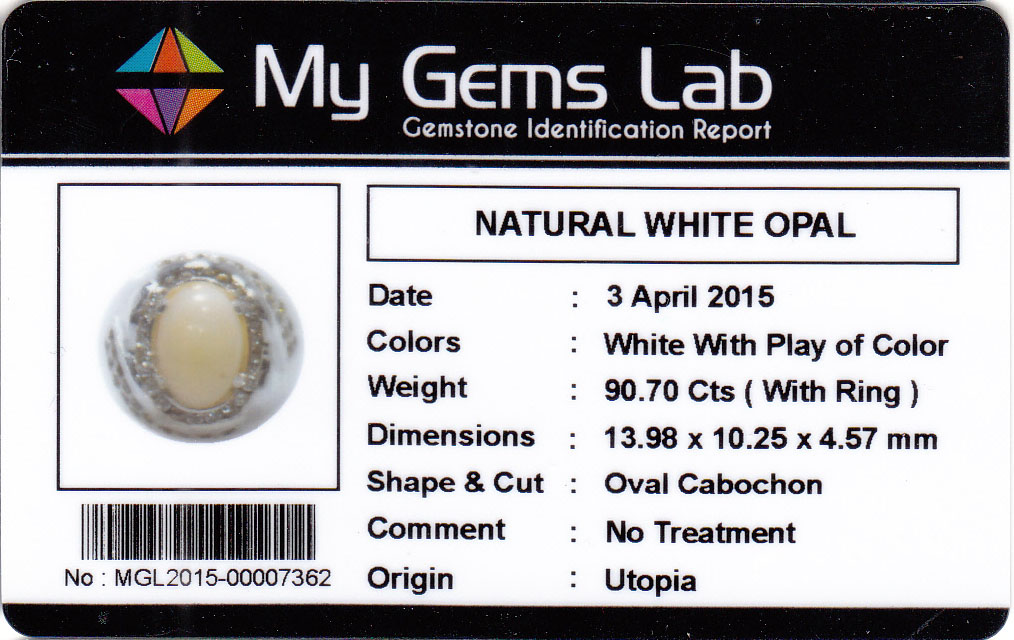 My Gems Lab
Gemstone Identification Report
NATURAL WHITE OPAL
Date : 3 April 2015
Colors : White With Play of Color
Weight : 90.70 Cts ( With Ring )
Dimensions : 13.98 x 10.25 x 4.57 mm
Shape & Cut : Oval Cabochon
Comment : No Treatment
Origin : Utopia
No : MGL2015-00007362